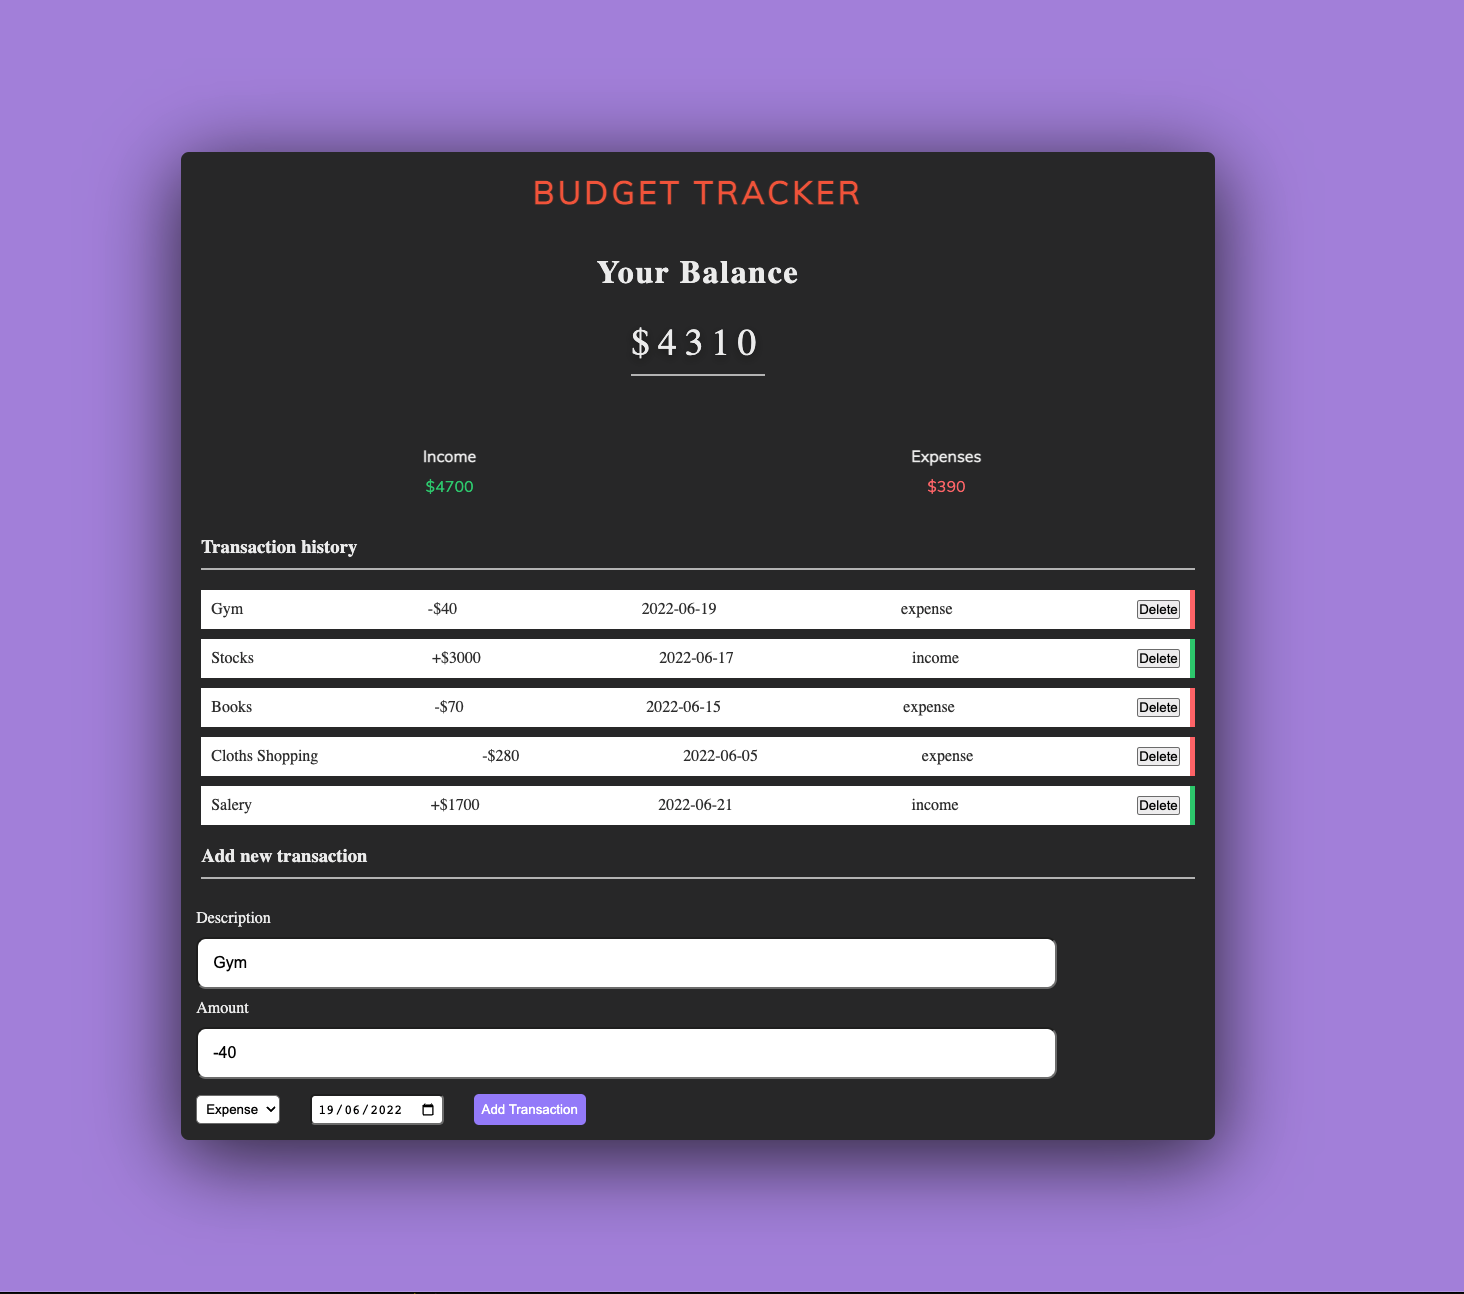 BUDGET TRACKER
Your Balance
$4310
Income Expenses
$4700 $390
Transaction history
Gym -$40 2022-06-19 expense Delete
Stocks +$3000 2022-06-17 income Delete
Books -$70 2022-06-15 expense Delete
Cloths Shopping -$280 2022-06-05 expense Delete
Salery +$1700 2022-06-21 income Delete
Add new transaction
Description
Gym
Amount
-40
Expense 19/06/2022 Add Transaction